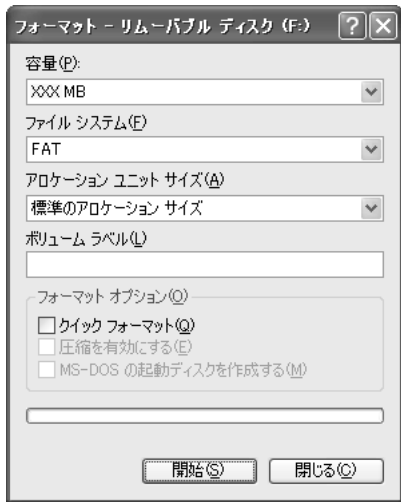 フォーマット - リムーバブル ディスク (F:)
容量(P):
XXX MB
ファイル システム(F)
FAT
アロケーション ユニット サイズ(A)
標準のアロケーション サイズ
ボリューム ラベル(L)
フォーマット オプション(O)
クイック フォーマット(Q)
圧縮を有効にする(E)
MS-DOS の起動ディスクを作成する(M)
開始(S)
閉じる(C)